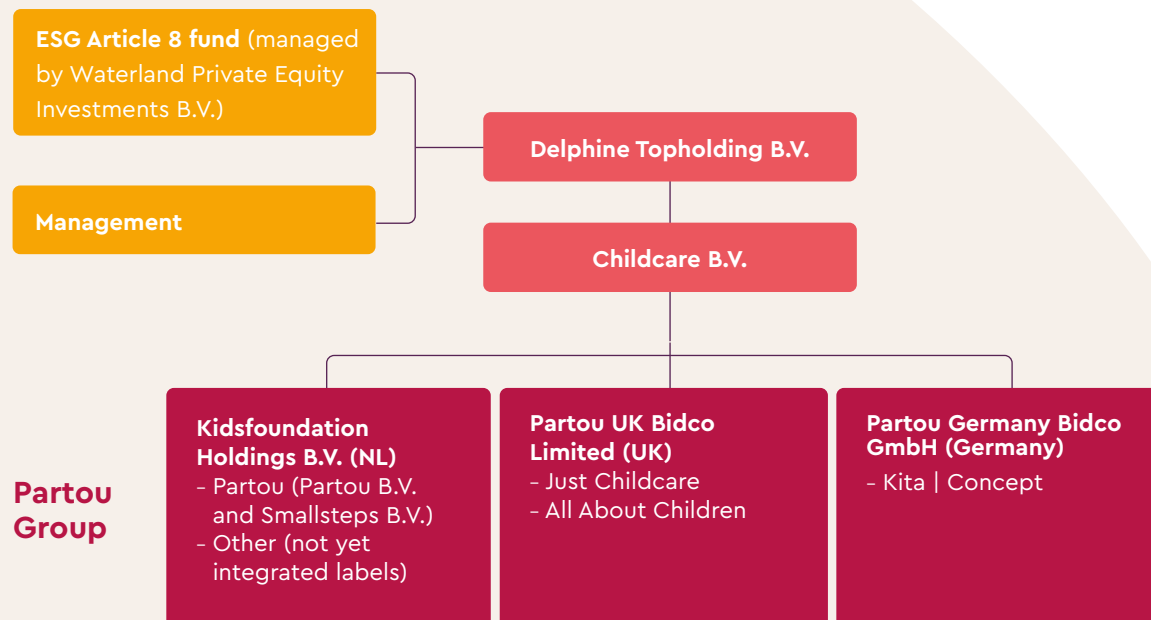 ESG Article 8 fund (managed
by Waterland Private Equity
Investments B.V.)
Management
Delphine Topholding B.V.
Childcare B.V.
Partou
Group
Kidsfoundation
Holdings B.V. (NL)
- Partou (Partou B.V.
and Smallsteps B.V.)
- Other (not yet
integrated labels)
Partou UK Bidco
Limited (UK)
- Just Childcare
- All About Children
Partou Germany Bidco
GmbH (Germany)
- Kita | Concept